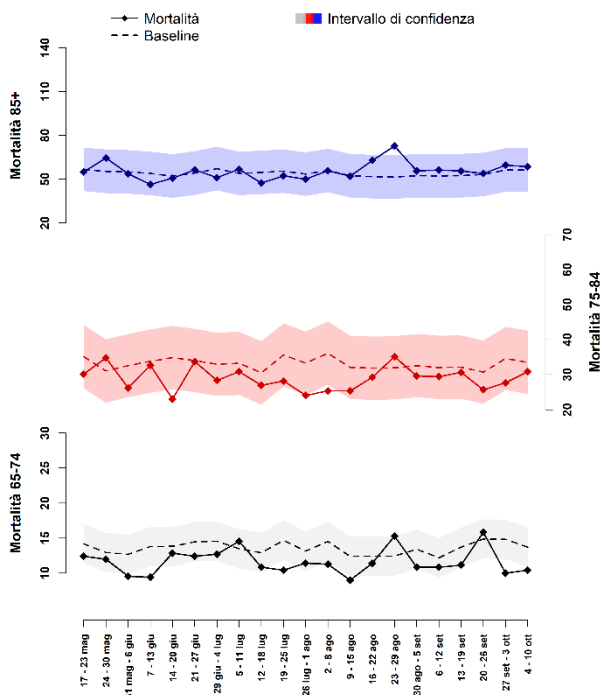 Mortalità
Baseline
Intervallo di confidenza
Mortalità 85+
140
110
80
50
20
Mortalità 75-84
70
60
50
40
30
20
Mortalità 65-74
30
25
20
15
10
17 - 23 mag
24 - 30 mag
31 mag - 6 giu
7 - 13 giu
14 - 20 giu
21 - 27 giu
29 giu - 4 lug
5 - 11 lug
12 - 18 lug
19 - 25 lug
26 lug - 1 ago
2 - 8 ago
9 - 15 ago
16 - 22 ago
23 - 29 ago
30 ago - 5 set
6 - 12 set
13 - 19 set
20 - 26 set
27 set - 3 ott
4 - 10 ott